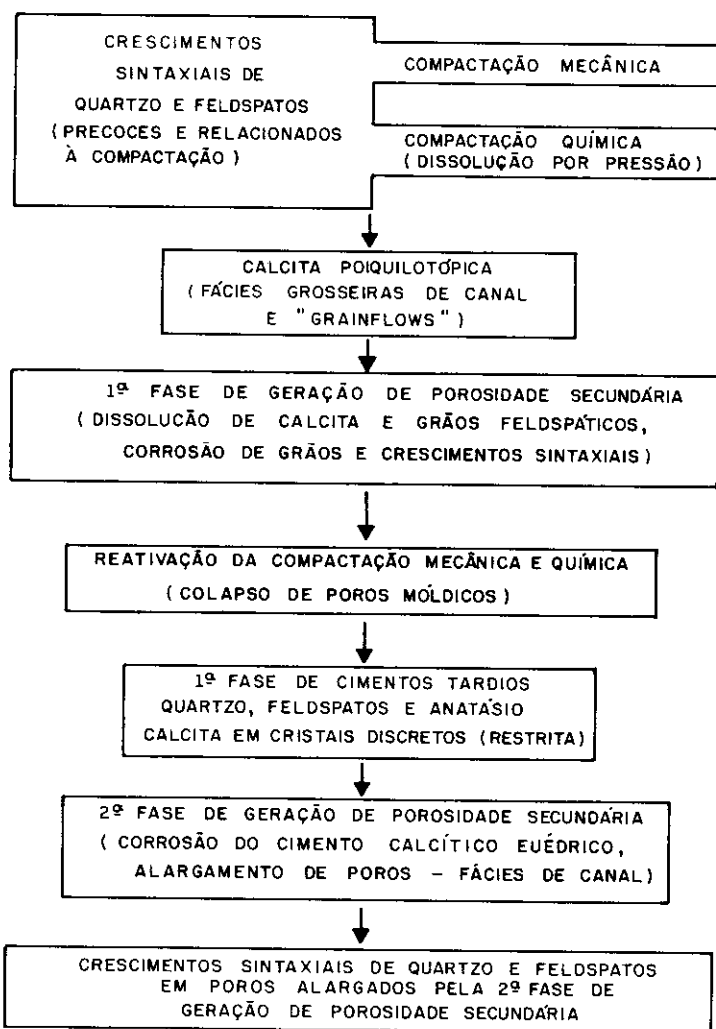 CRESCIMENTOS
SINTAXIAIS DE
QUARTZO E FELDSPATOS
(PRECOCES E RELACIONADOS
À COMPACTAÇÃO)
COMPACTAÇÃO MECÂNICA
COMPACTAÇÃO QUÍMICA
(DISSOLUÇÃO POR PRESSÃO)
CALCITA POIQUILOTÓPICA
(FÁCIES GROSSEIRAS DE CANAL
E "GRAINFLOWS")
1ª FASE DE GERAÇÃO DE POROSIDADE SECUNDÁRIA
(DISSOLUCÃO DE CALCITA E GRÃOS FELDSPÁTICOS,
CORROSÃO DE GRÃOS E CRESCIMENTOS SINTAXIAIS)
REATIVAÇÃO DA COMPACTAÇÃO MECÂNICA E QUÍMICA
(COLAPSO DE POROS MÓLDICOS)
1ª FASE DE CIMENTOS TARDIOS
QUARTZO, FELDSPATOS E ANATÁSIO
CALCITA EM CRISTAIS DISCRETOS (RESTRITA)
2ª FASE DE GERAÇÃO DE POROSIDADE SECUNDÁRIA
(CORROSÃO DO CIMENTO CALCÍTICO EUÉDRICO,
ALARGAMENTO DE POROS – FÁCIES DE CANAL)
CRESCIMENTOS SINTAXIAIS DE QUARTZO E FELDSPATOS
EM POROS ALARGADOS PELA 2ª FASE DE
GERAÇÃO DE POROSIDADE SECUNDÁRIA